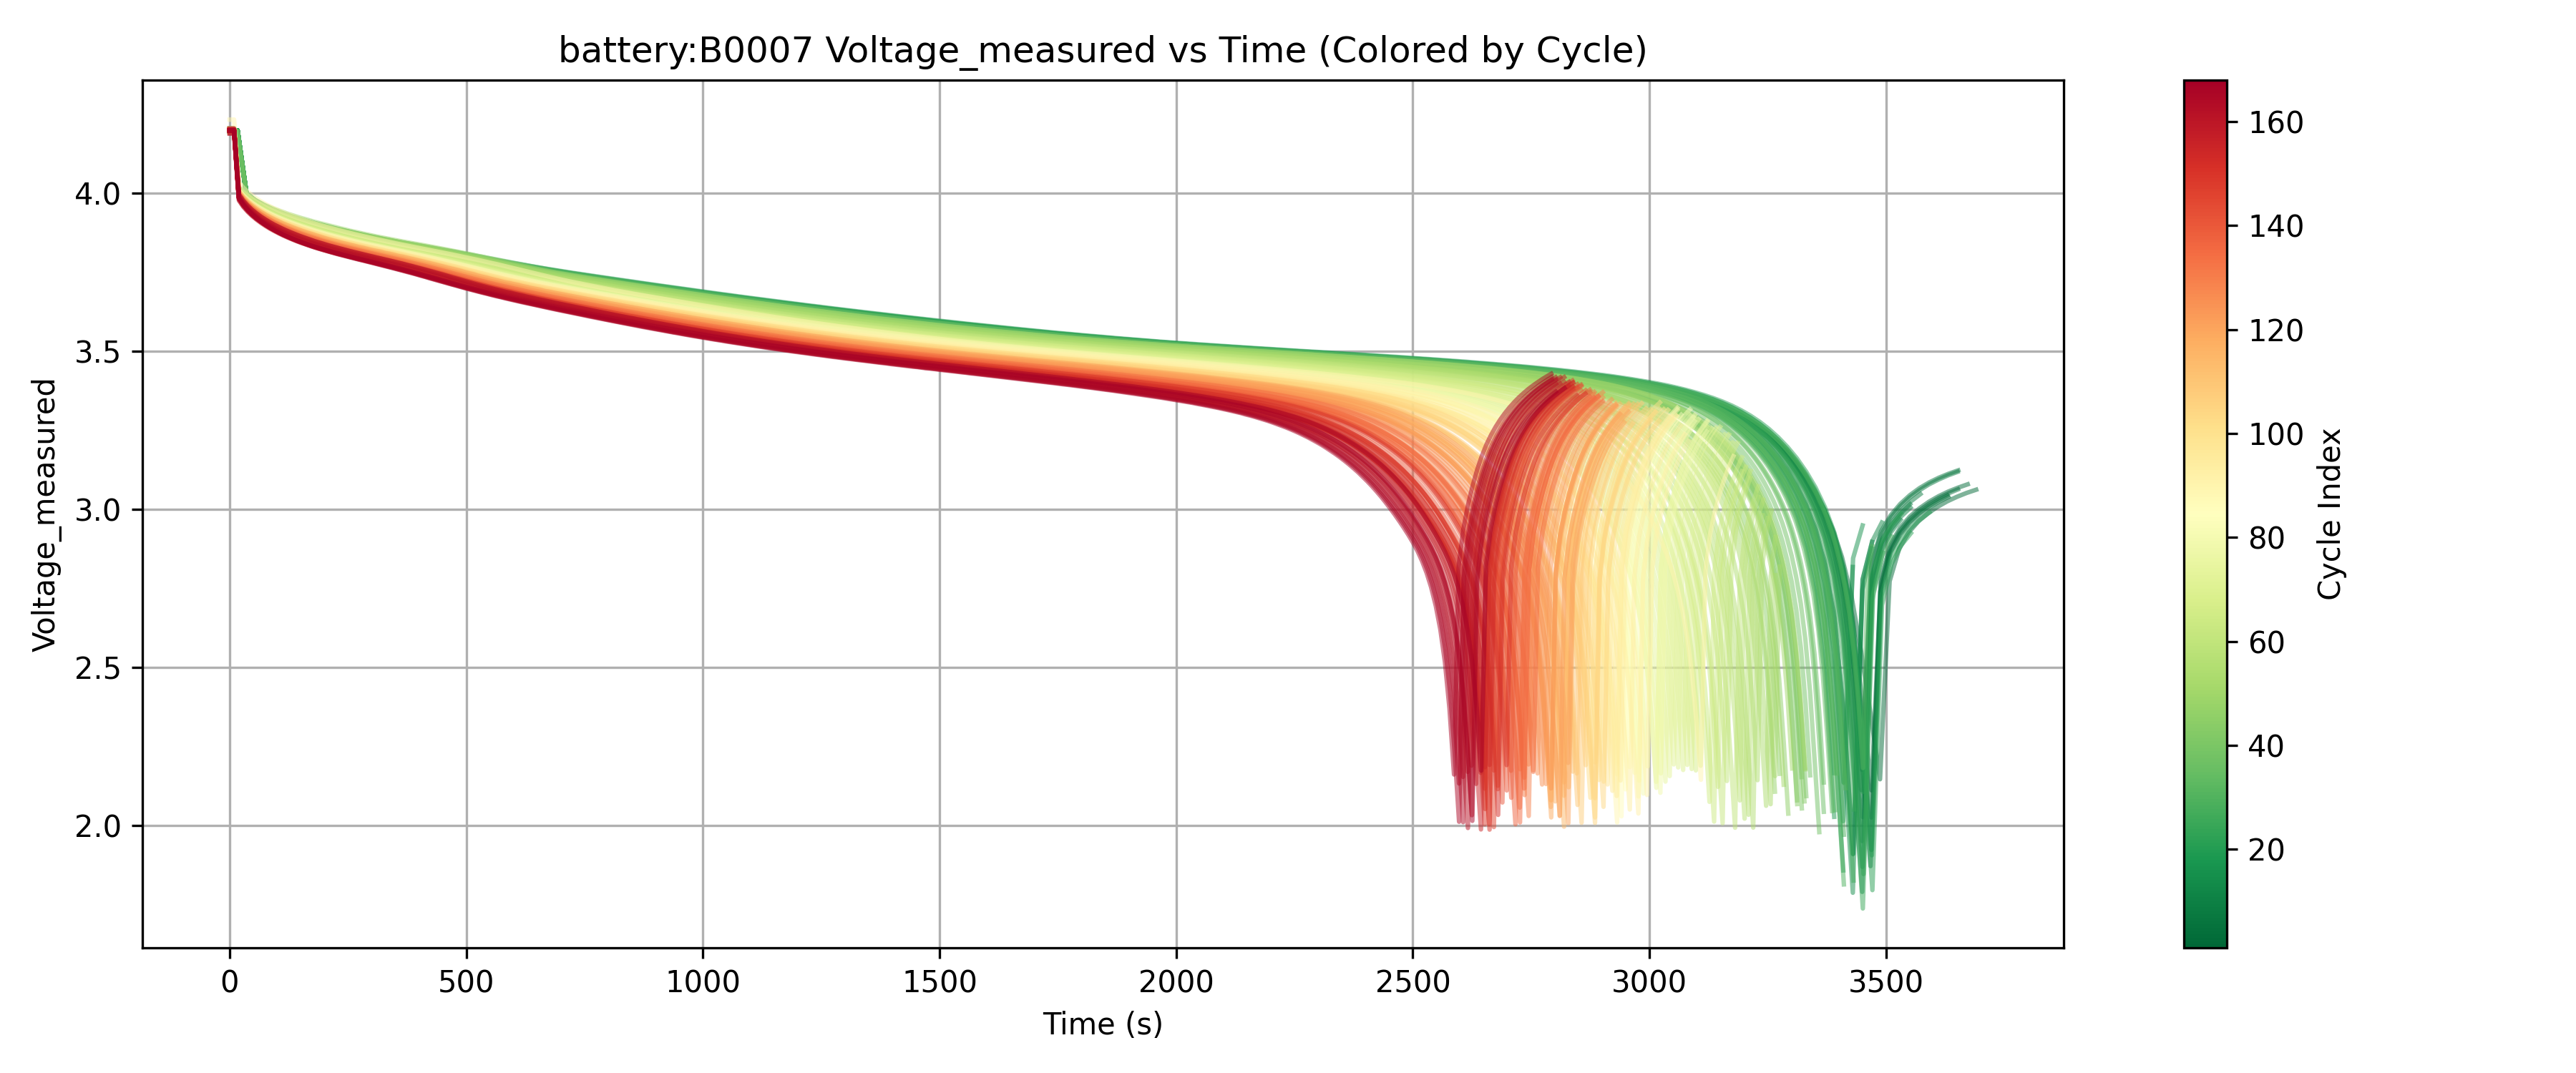 battery:B0007 Voltage_measured vs Time (Colored by Cycle)
Voltage_measured
4.0
3.5
3.0
2.5
2.0
0 500 1000 1500 2000 2500 3000 3500
Time (s)
160
140
120
100
80
60
40
20
Cycle Index